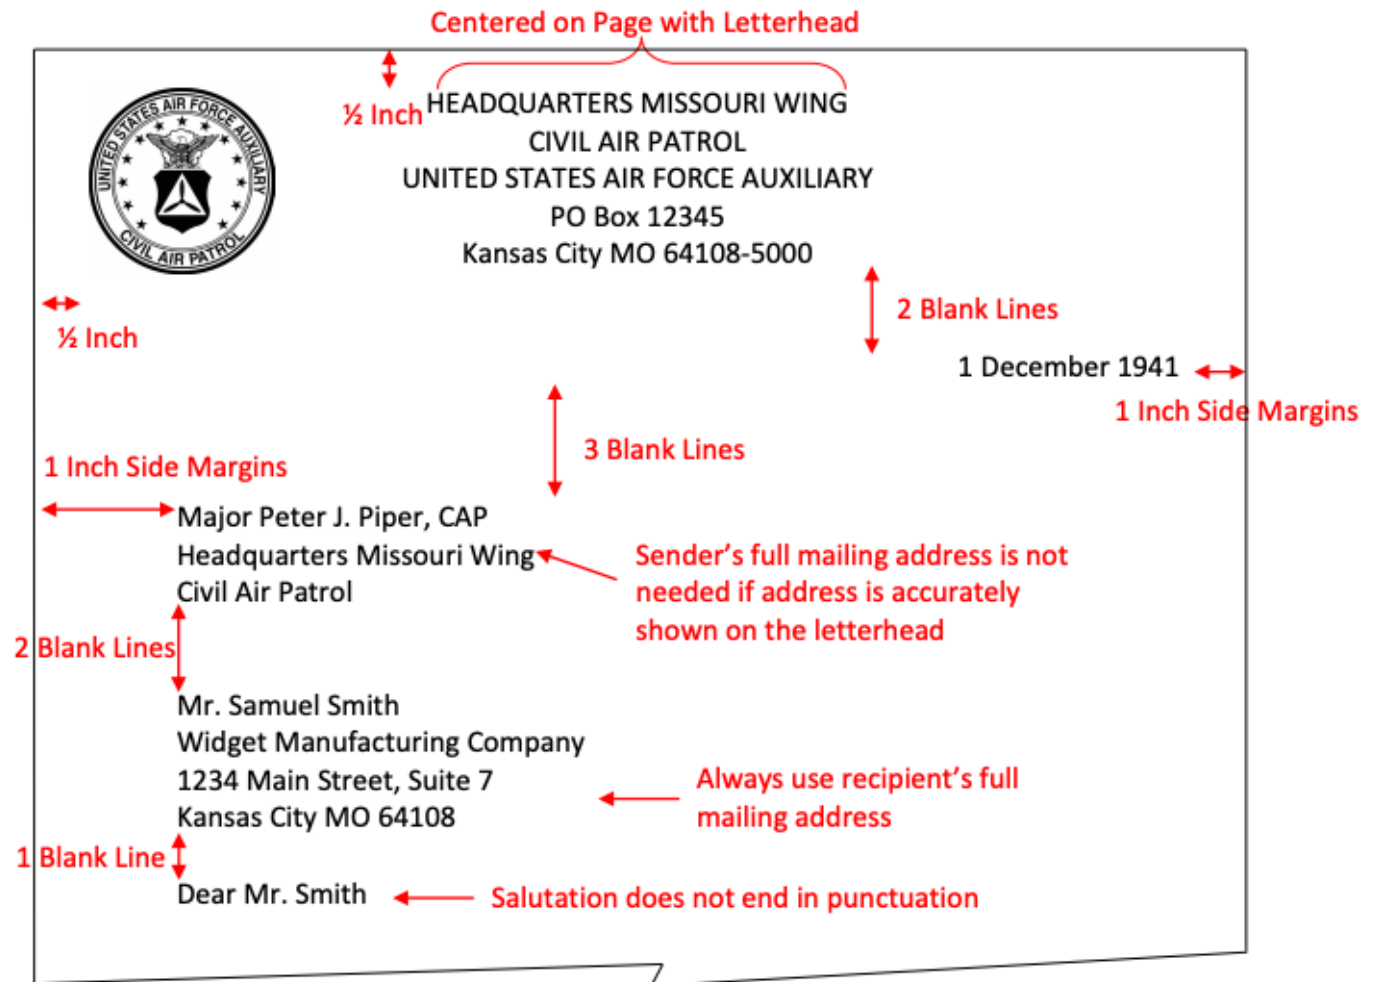 Centered on Page with Letterhead
½ Inch
HEADQUARTERS MISSOURI WING
CIVIL AIR PATROL
UNITED STATES AIR FORCE AUXILIARY
PO Box 12345
Kansas City MO 64108-5000
UNITED STATES AIR FORCE AUXILIARY
CIVIL AIR PATROL
½ Inch
2 Blank Lines
1 December 1941
1 Inch Side Margins
3 Blank Lines
1 Inch Side Margins
Major Peter J. Piper, CAP
Headquarters Missouri Wing
Civil Air Patrol
Sender’s full mailing address is not
needed if address is accurately
shown on the letterhead
2 Blank Lines
Mr. Samuel Smith
Widget Manufacturing Company
1234 Main Street, Suite 7
Kansas City MO 64108
Always use recipient’s full
mailing address
1 Blank Line
Dear Mr. Smith
Salutation does not end in punctuation